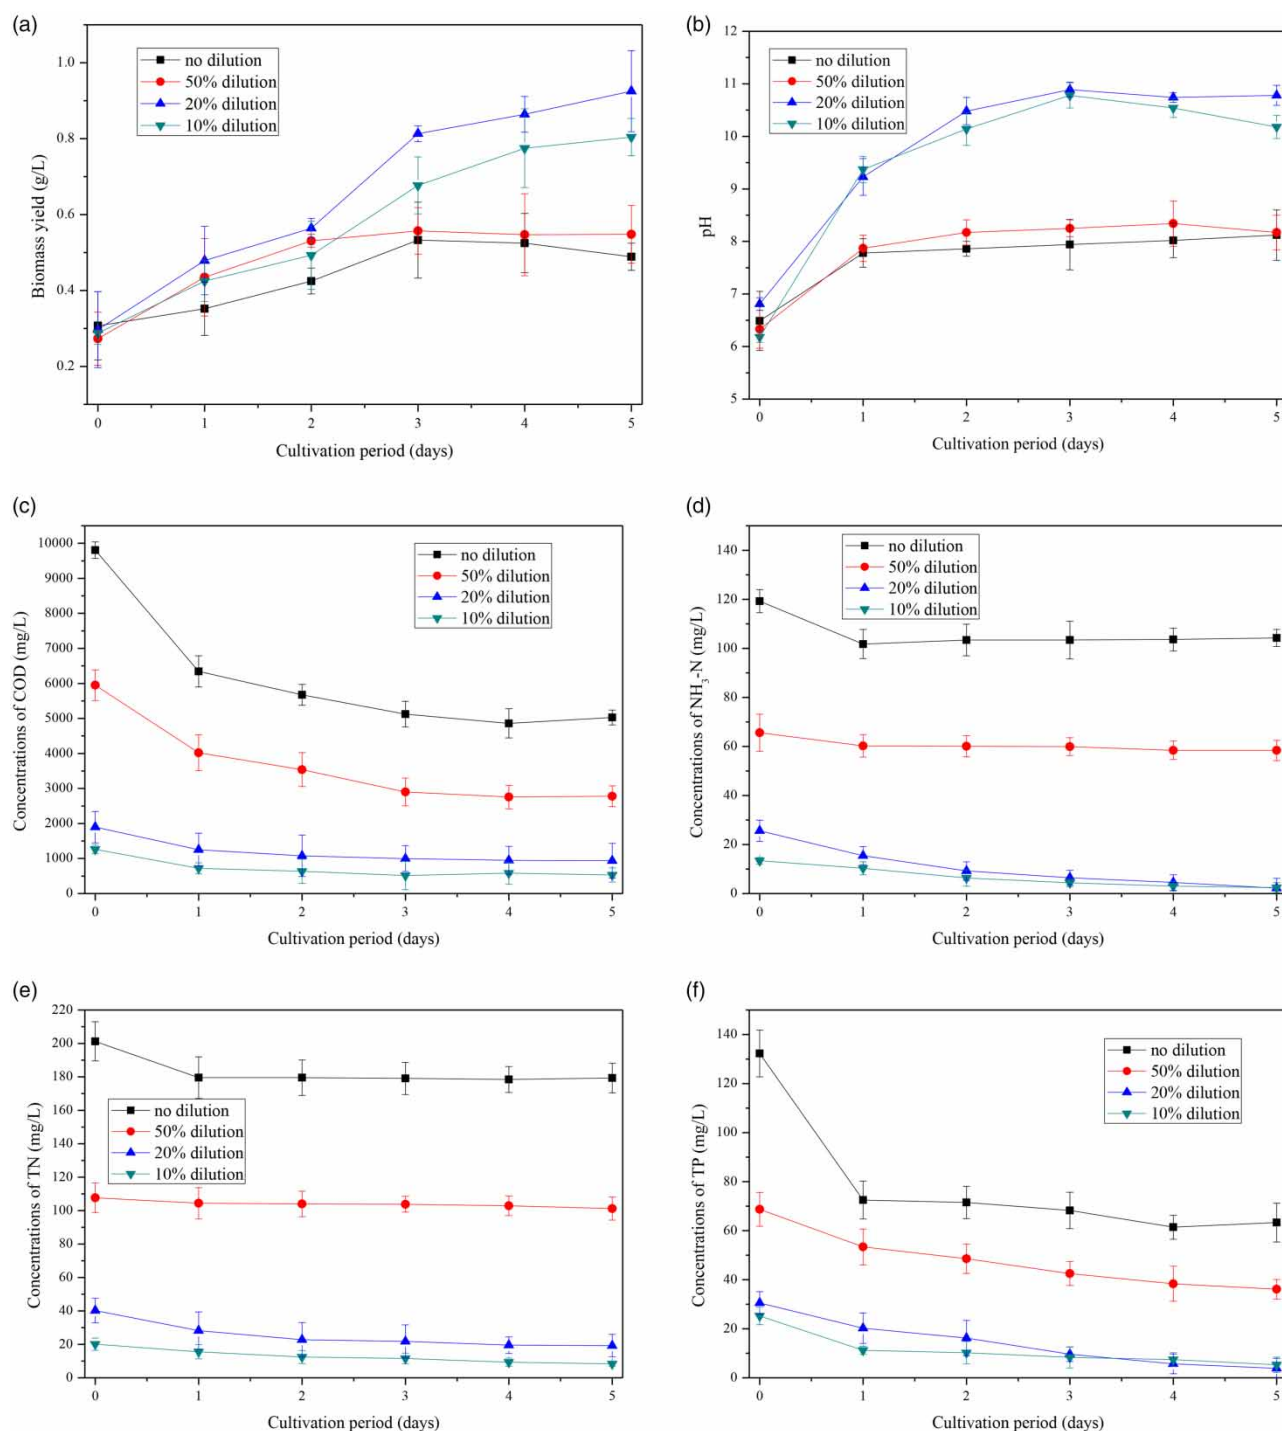 (a)
no dilution
50% dilution
20% dilution
10% dilution
1.0
0.8
0.6
0.4
0.2
Biomass yield (g/L)
0 1 2 3 4 5
Cultivation period (days)
(b)
no dilution
50% dilution
20% dilution
10% dilution
12
11
10
9
8
7
6
5
pH
0 1 2 3 4 5
Cultivation period (days)
(c)
no dilution
50% dilution
20% dilution
10% dilution
10000
9000
8000
7000
6000
5000
4000
3000
2000
1000
0
Concentrations of COD (mg/L)
0 1 2 3 4 5
Cultivation period (days)
(d)
no dilution
50% dilution
20% dilution
10% dilution
140
120
100
80
60
40
20
0
Concentrations of NH3-N (mg/L)
0 1 2 3 4 5
Cultivation period (days)
(e)
220
200
180
160
140
120
100
80
60
40
20
0
no dilution
50% dilution
20% dilution
10% dilution
Concentrations of TN (mg/L)
0 1 2 3 4 5
Cultivation period (days)
(f)
140
120
100
80
60
40
20
0
no dilution
50% dilution
20% dilution
10% dilution
Concentrations of TP (mg/L)
0 1 2 3 4 5
Cultivation period (days)